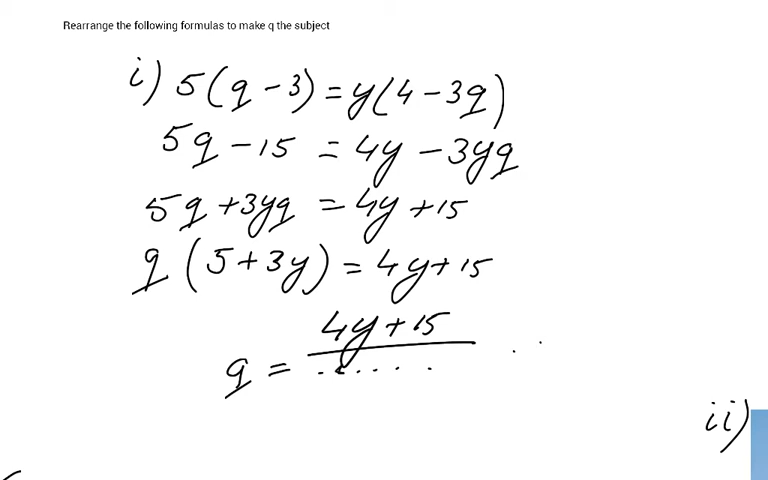 Rearrange the following formulas to make q the subject
i) 5(q - 3) = y(4 - 3q)
5q - 15 = 4y - 3yq
5q + 3yq = 4y + 15
q (5 + 3y) = 4y + 15
4y + 15
q = ......
ii)